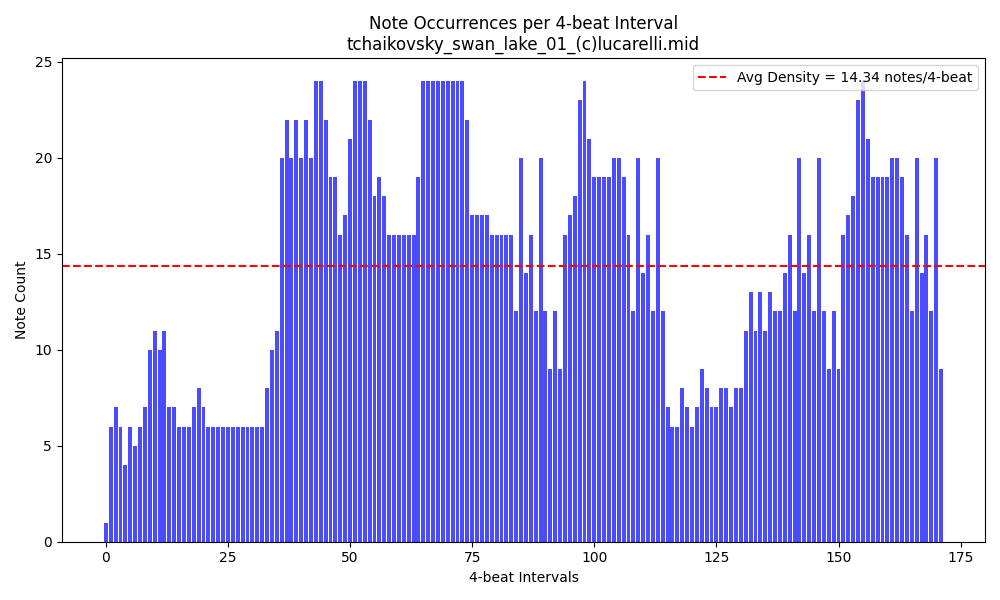 Note Occurrences per 4-beat Interval
tchaikovsky_swan_lake_01_(c)lucarelli.mid
Avg Density = 14.34 notes/4-beat
25
20
15
10
5
0
Note Count
0 25 50 75 100 125 150 175
4-beat Intervals